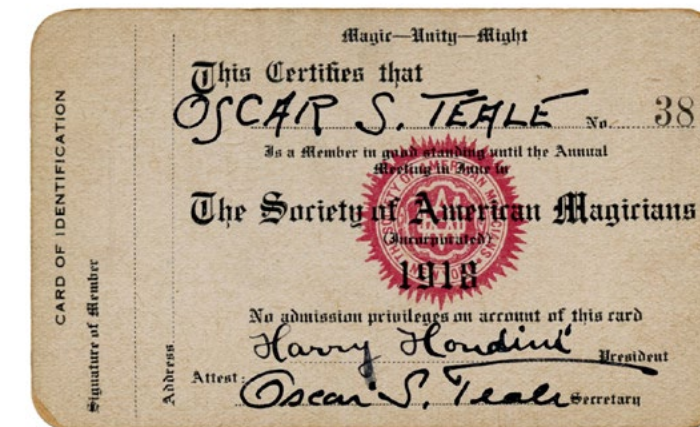 Magic—Unity—Might
This Certifies that
OSCAR S. TEALE No. 38
Is a Member in good standing until the Annual
Meeting in June in
The Society of American Magicians
(Incorporated)
1918
No admission privileges on account of this card
Harry Houdini President
Attest: Oscar S. Teale Secretary
CARD OF IDENTIFICATION
Signature of Member
Address